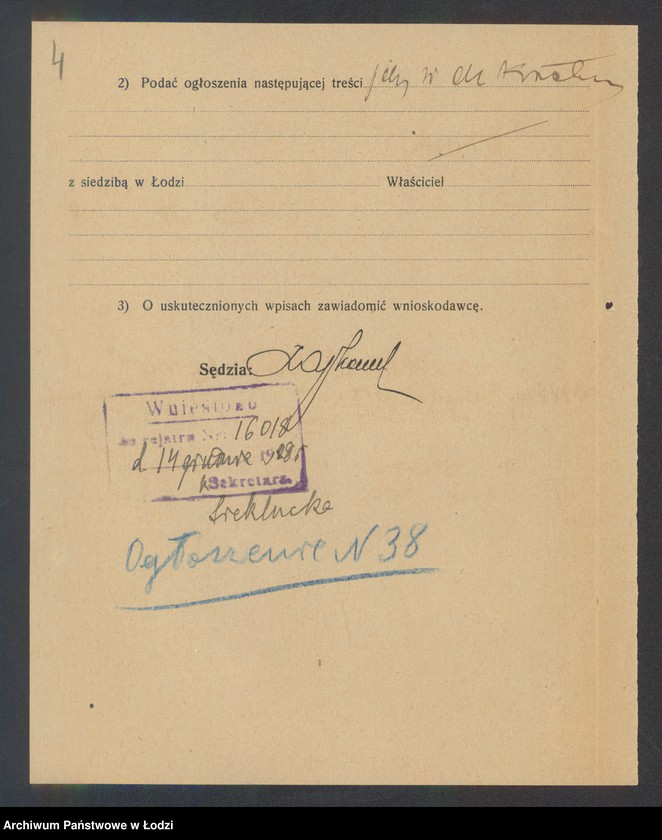 4
2) Podać ogłoszenia następującej treści
z siedzibą w Łodzi Właściciel
3) O uskutecznionych wpisach zawiadomić wnioskodawcę.
Sędzia:
Wniesiono
do rejstru Nr. 16018
d 14 grudnia 1928 r
Sekretarz
Ogłoszenie N 38
Archiwum Państwowe w Łodzi